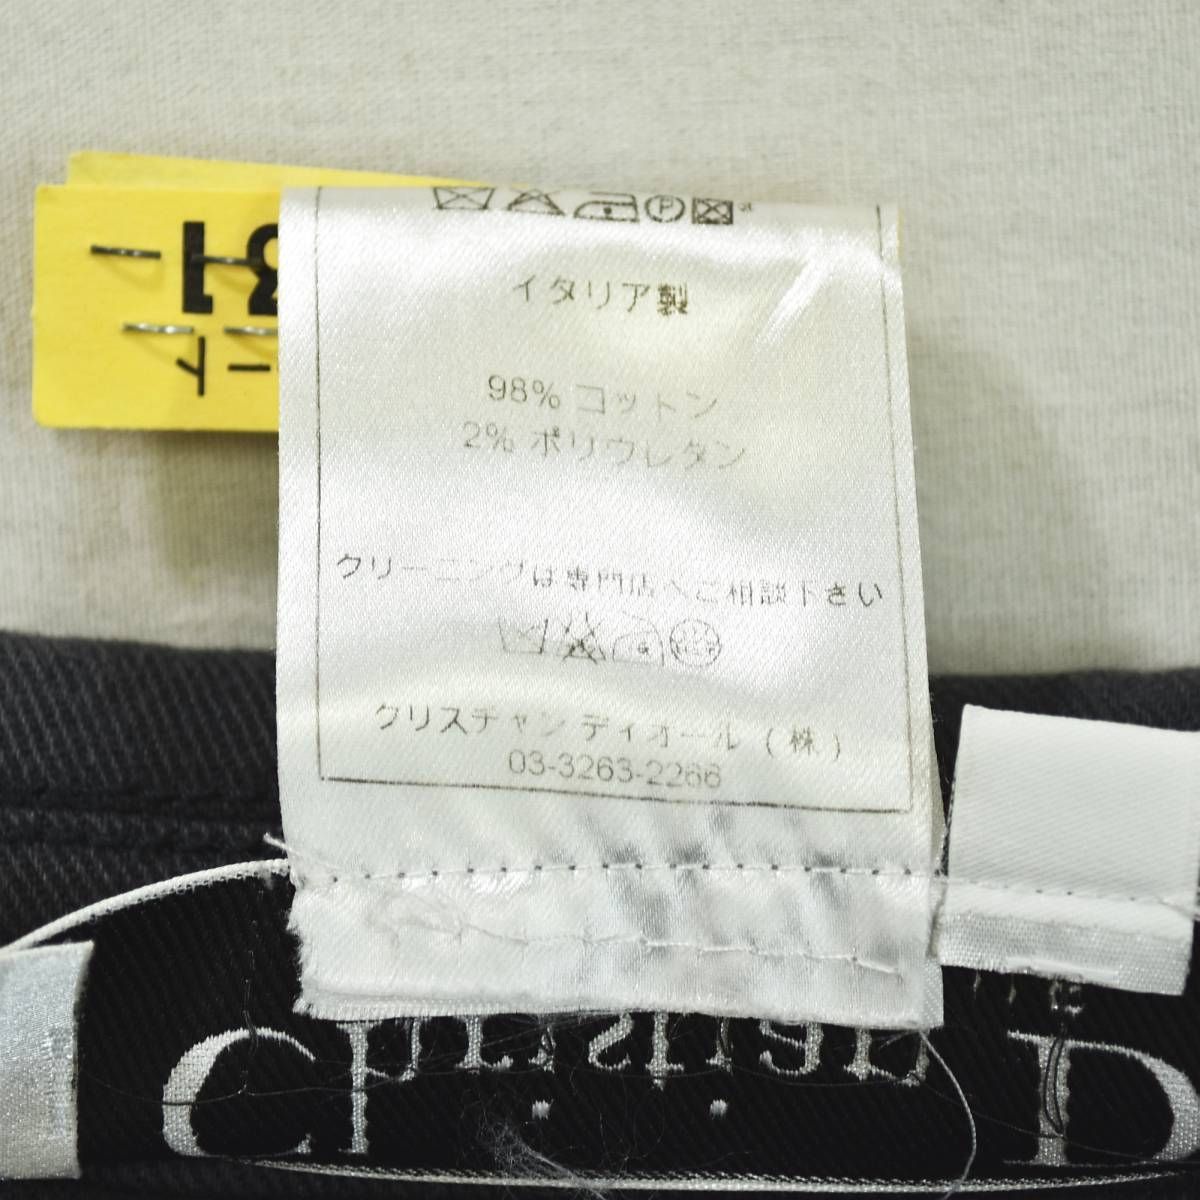 イタリア製
98% コットン
2% ポリウレタン
クリーニングは専門店へご相談下さい
クリスチャン ディオール (株)
03-3263-2266
Christian D